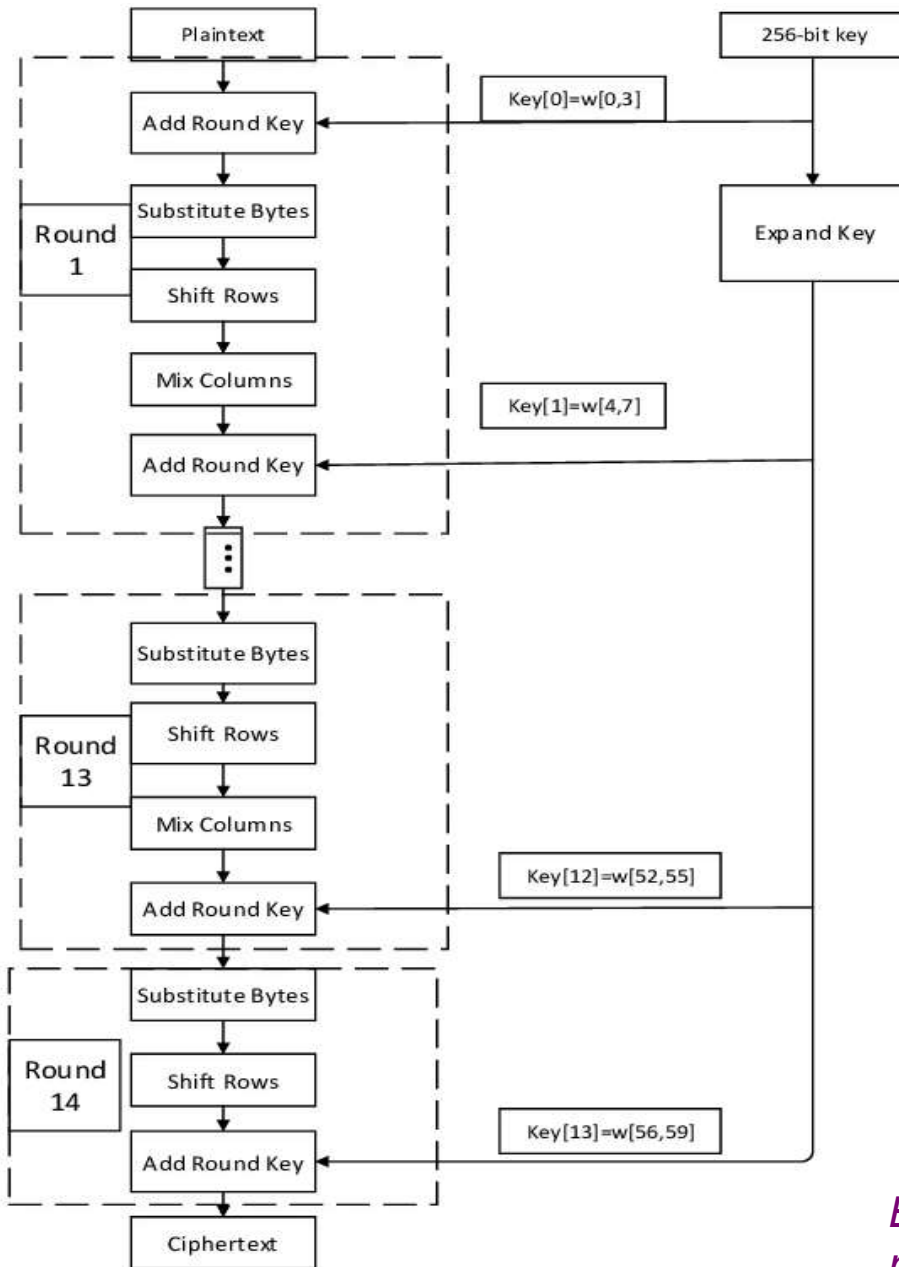 Plaintext
256-bit key
Key[0]=w[0,3]
Add Round Key
Substitute Bytes
Round
1
Expand Key
Shift Rows
Mix Columns
Key[1]=w[4,7]
Add Round Key
Substitute Bytes
Shift Rows
Round
13
Mix Columns
Key[12]=w[52,55]
Add Round Key
Substitute Bytes
Round
14
Shift Rows
Key[13]=w[56,59]
Add Round Key
Ciphertext